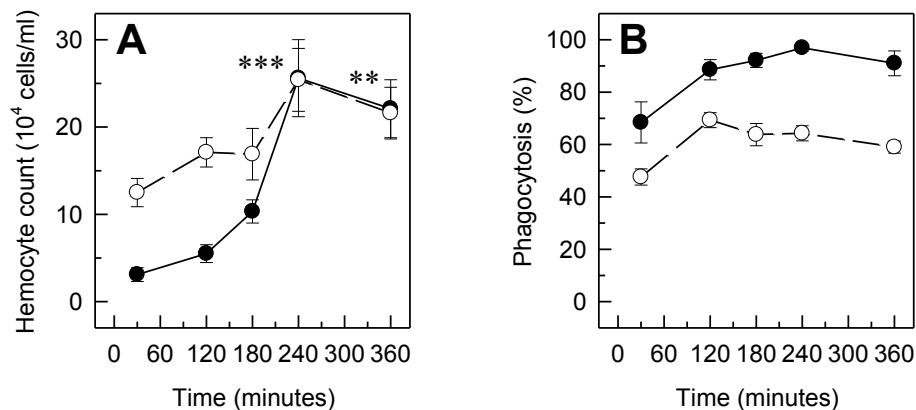 A
Hemocyte count (10⁴ cells/ml)
30
20
10
0
***
**
0 60 120 180 240 300 360
Time (minutes)
B
Phagocytosis (%)
100
80
60
40
20
0
0 60 120 180 240 300 360
Time (minutes)